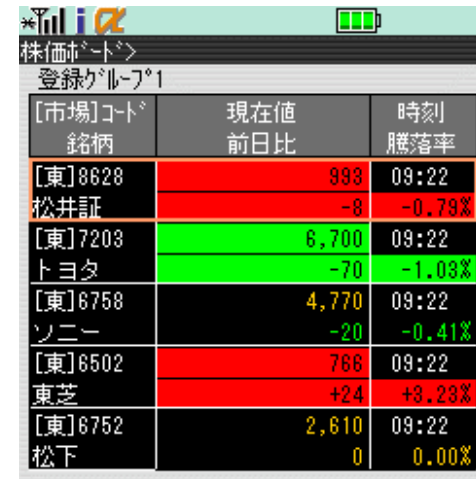 i α
株価ﾎﾞｰﾄﾞ>
登録ｸﾞﾙｰﾌﾟ1
[市場]ｺｰﾄﾞ 現在値 時刻
銘柄 前日比 騰落率
[東]8628 993 09:22
松井証 -8 -0.79%
[東]7203 6,700 09:22
トヨタ -70 -1.03%
[東]6758 4,770 09:22
ソニー -20 -0.41%
[東]6502 766 09:22
東芝 +24 +3.23%
[東]6752 2,610 09:22
松下 0 0.00%